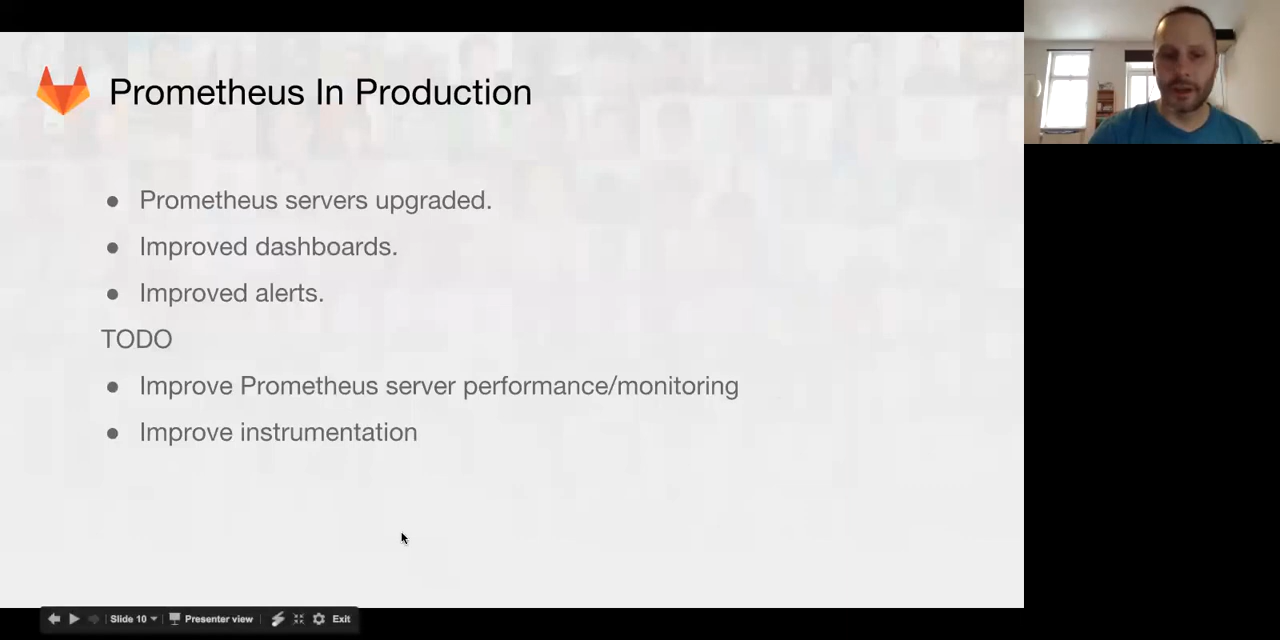 Prometheus In Production
● Prometheus servers upgraded.
● Improved dashboards.
● Improved alerts.
TODO
● Improve Prometheus server performance/monitoring
● Improve instrumentation
Slide 10 Presenter view Exit